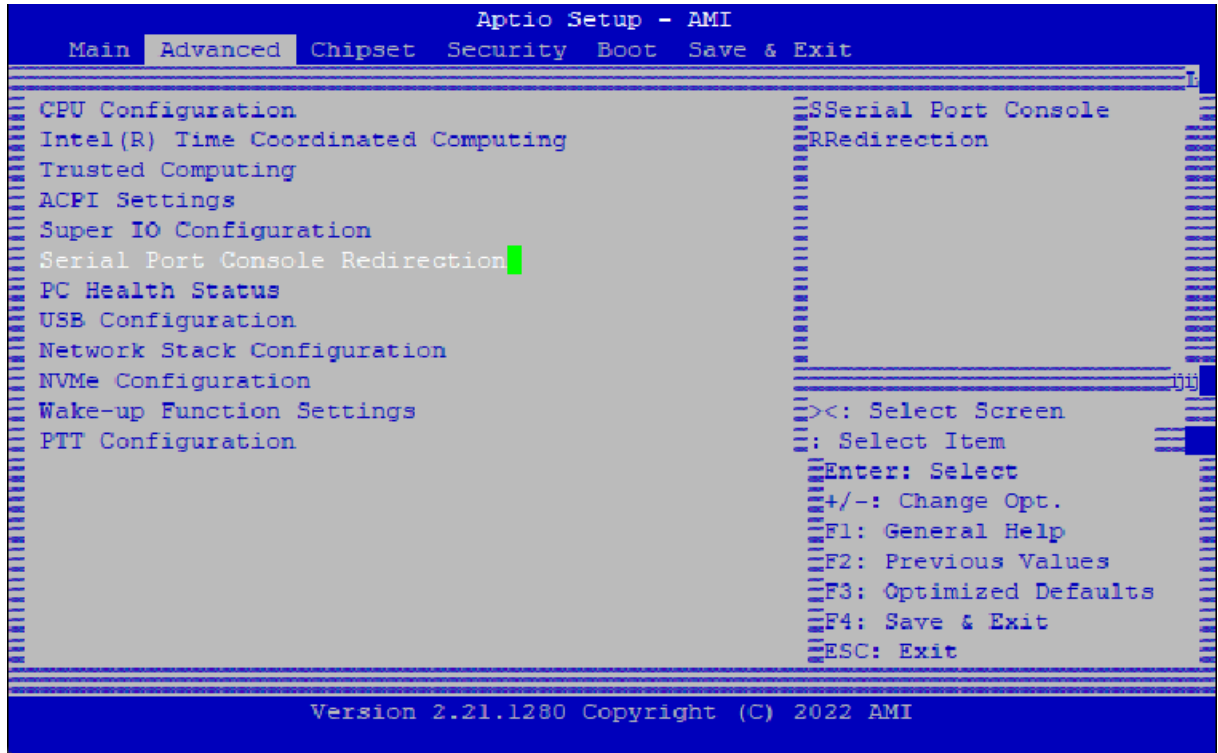 Aptio Setup - AMI
Main Advanced Chipset Security Boot Save & Exit
CPU Configuration
Intel(R) Time Coordinated Computing
Trusted Computing
ACPI Settings
Super IO Configuration
Serial Port Console Redirection
PC Health Status
USB Configuration
Network Stack Configuration
NVMe Configuration
Wake-up Function Settings
PTT Configuration
SSerial Port Console
RRedirection
><: Select Screen
: Select Item
Enter: Select
+/-: Change Opt.
F1: General Help
F2: Previous Values
F3: Optimized Defaults
F4: Save & Exit
ESC: Exit
Version 2.21.1280 Copyright (C) 2022 AMI